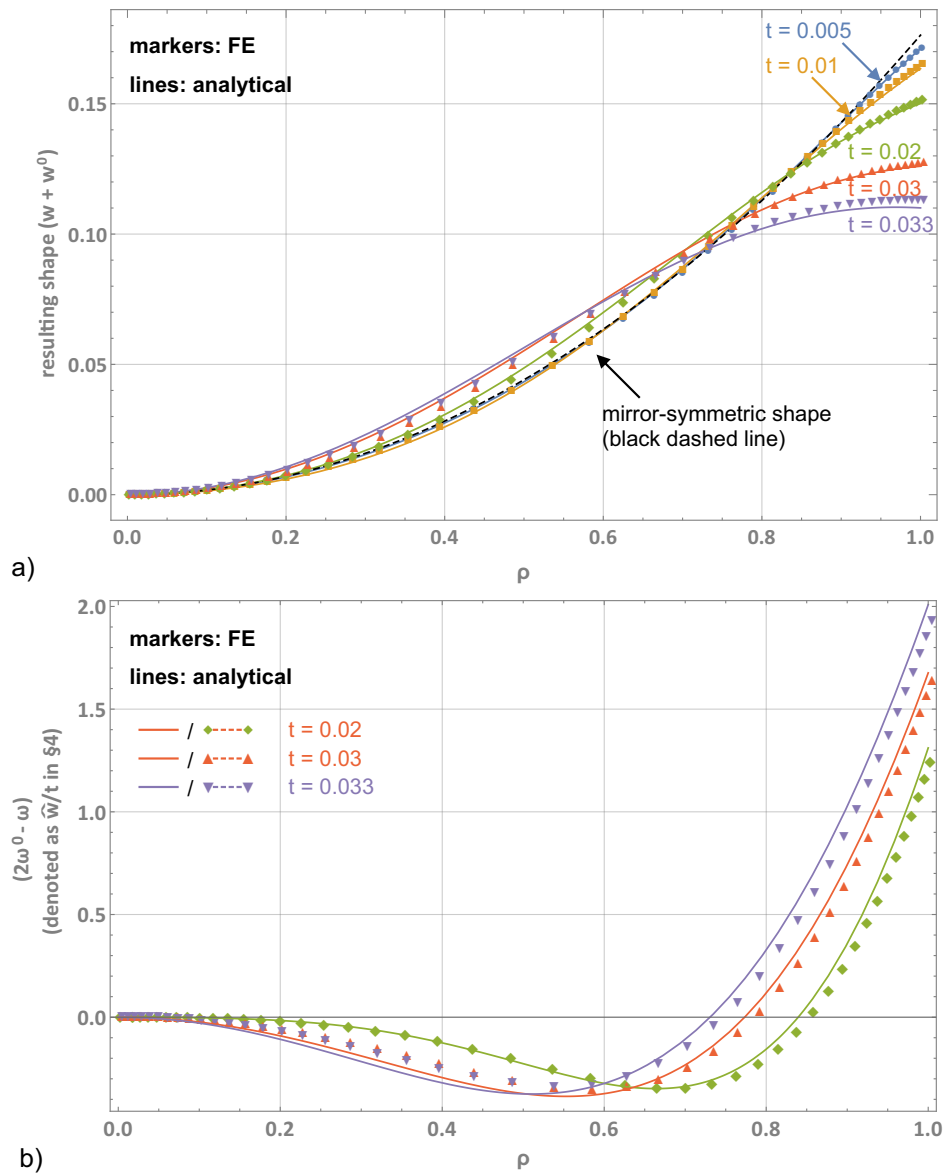 markers: FE
lines: analytical
t = 0.005
t = 0.01
t = 0.02
t = 0.03
t = 0.033
mirror-symmetric shape
(black dashed line)
resulting shape (w + w⁰)
0.15
0.10
0.05
0.00
0.0 0.2 0.4 0.6 0.8 1.0
ρ
a)
markers: FE
lines: analytical
/ t = 0.02
/ t = 0.03
/ t = 0.033
(2ω⁰ - ω)
(denoted as ŵ/t in §4)
2.0
1.5
1.0
0.5
0.0
0.0 0.2 0.4 0.6 0.8 1.0
ρ
b)